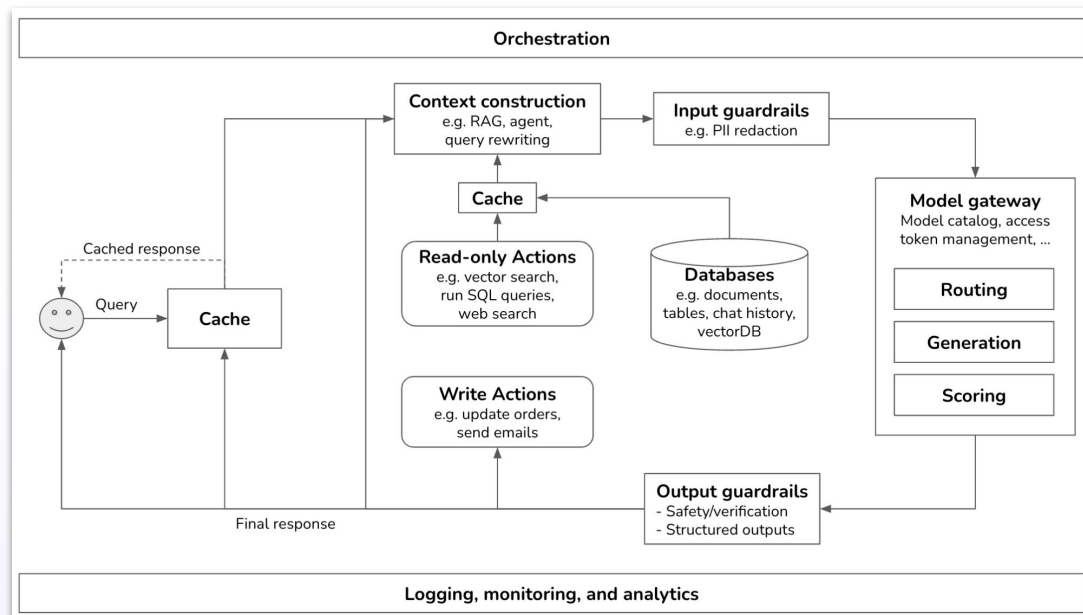 Orchestration
Context construction
e.g. RAG, agent,
query rewriting
Input guardrails
e.g. PII redaction
Model gateway
Model catalog, access
token management, ...
Routing
Generation
Scoring
Cache
Read-only Actions
e.g. vector search,
run SQL queries,
web search
Databases
e.g. documents,
tables, chat history,
vectorDB
Cached response
Query
Cache
Write Actions
e.g. update orders,
send emails
Output guardrails
- Safety/verification
- Structured outputs
Final response
Logging, monitoring, and analytics